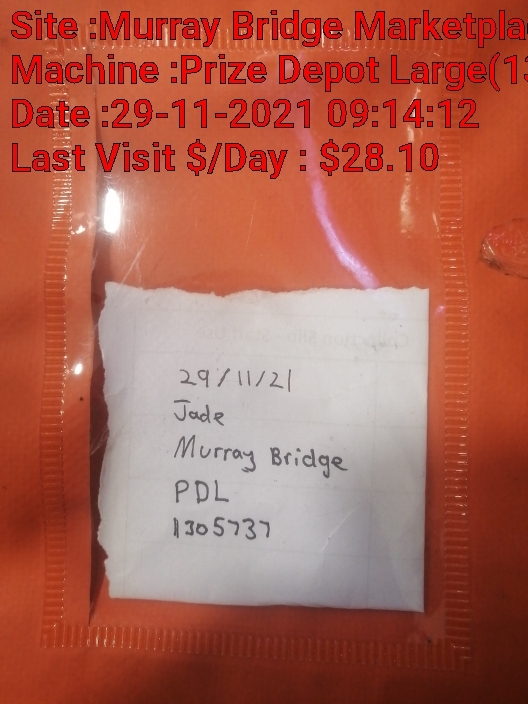 Site :Murray Bridge Marketpla
Machine :Prize Depot Large(13
Date :29-11-2021 09:14:12
Last Visit $/Day : $28.10
29/11/21
Jade
Murray Bridge
PDL
1305737